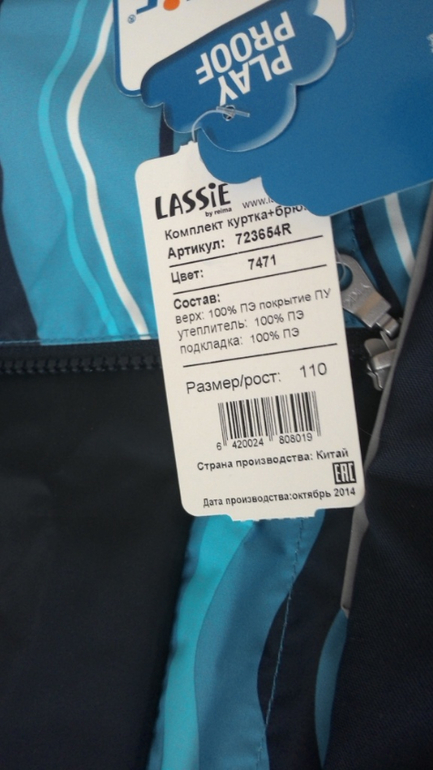 PLAY
PROOF
LASSiE
by reima
Комплект куртка+брю
Артикул: 723654R
Цвет: 7471
Состав:
верх: 100% ПЭ покрытие ПУ
утеплитель: 100% ПЭ
подкладка: 100% ПЭ
Размер/рост: 110
6 420024 808019
Страна производства: Китай
EAC
Дата производства:октябрь 2014